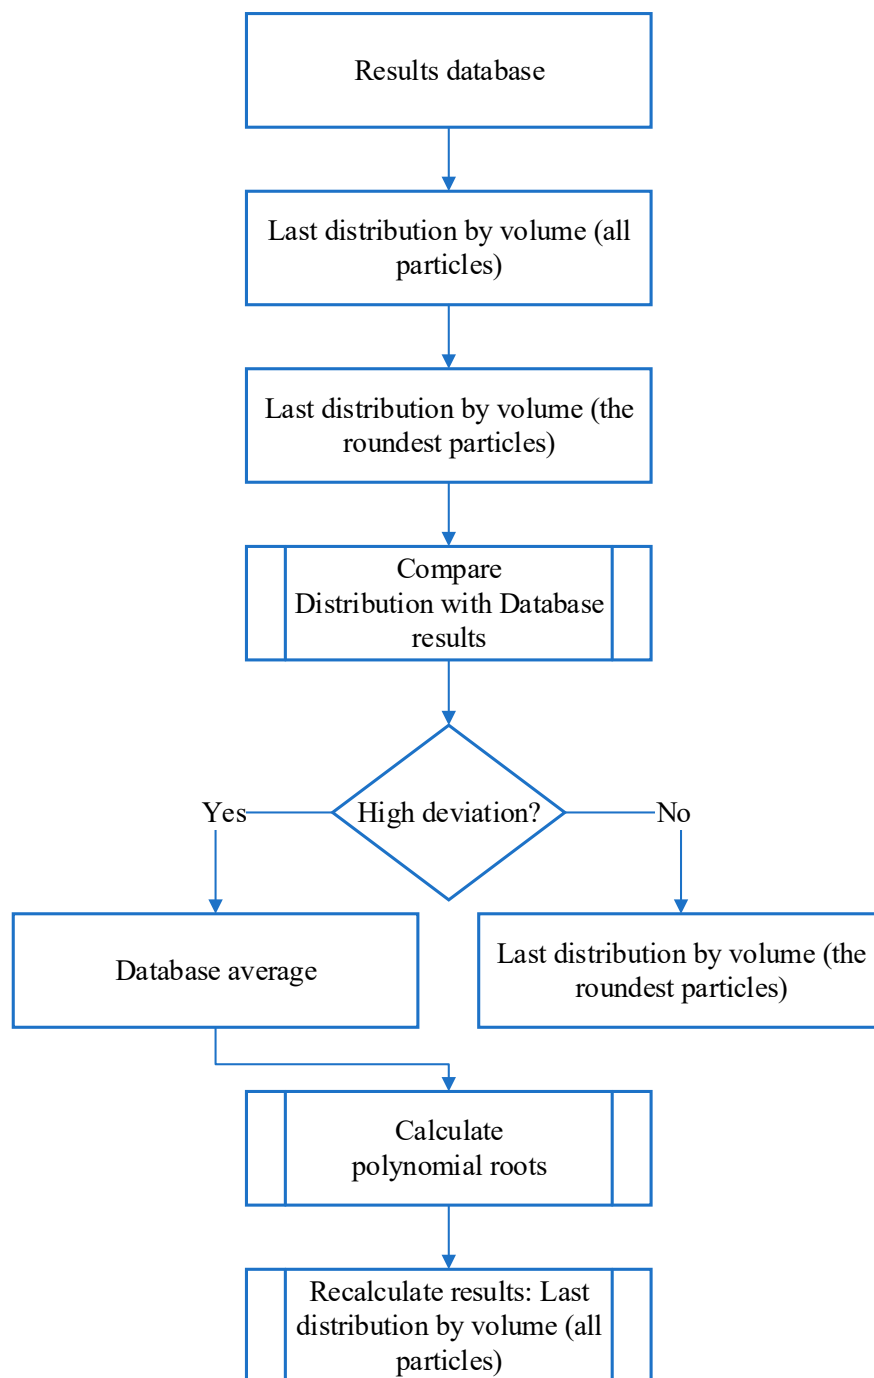 Results database
Last distribution by volume (all
particles)
Last distribution by volume (the
roundest particles)
Compare
Distribution with Database
results
High deviation?
Yes
No
Database average
Last distribution by volume (the
roundest particles)
Calculate
polynomial roots
Recalculate results: Last
distribution by volume (all
particles)